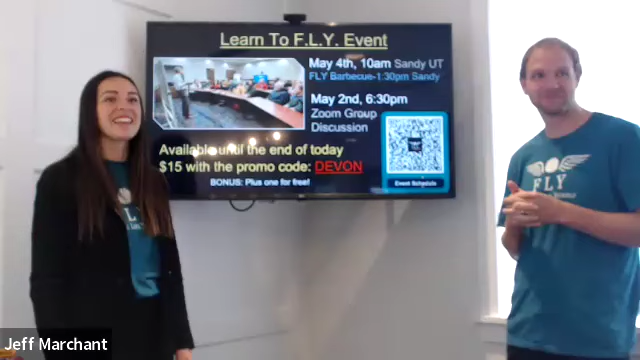 Learn To F.L.Y. Event
May 4th, 10am Sandy UT
FLY Barbecue-1:30pm Sandy
May 2nd, 6:30pm
Zoom Group
Discussion
Available until the end of today
$15 with the promo code: DEVON
BONUS: Plus one for free!
Event Schedule
FLY
Jeff Marchant